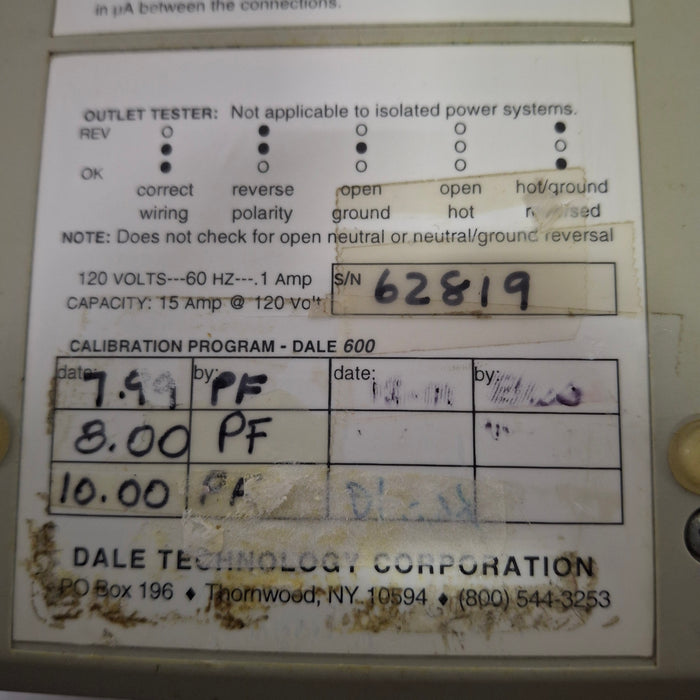 in µA between the connections.
OUTLET TESTER: Not applicable to isolated power systems.
REV
OK
correct reverse open open hot/ground
wiring polarity ground hot
NOTE: Does not check for open neutral or neutral/ground reversal
120 VOLTS---60 HZ---.1 Amp S/N 62819
CAPACITY: 15 Amp @ 120 Volt
CALIBRATION PROGRAM - DALE 600
date: 7.99 by: PF date: by:
8.00 PF
10.00 PF
DALE TECHNOLOGY CORPORATION
PO Box 196 ♦ Thornwood, NY 10594 ♦ (800) 544-3253